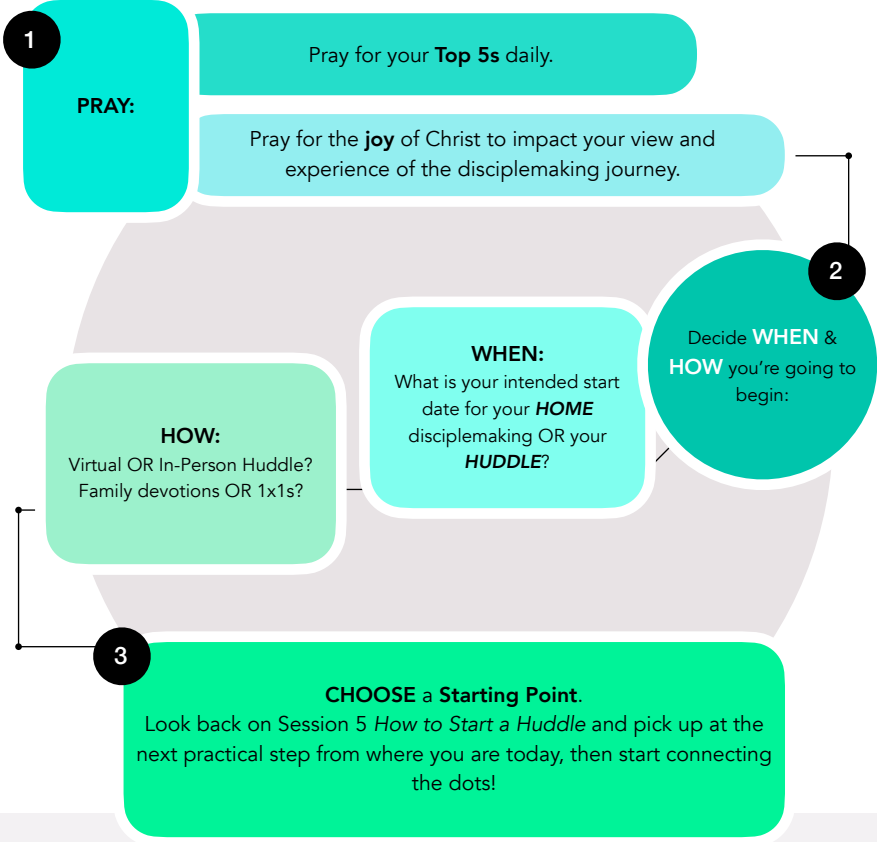 1
PRAY:
Pray for your Top 5s daily.
Pray for the joy of Christ to impact your view and
experience of the disciplemaking journey.
2
Decide WHEN &
HOW you're going to
begin:
WHEN:
What is your intended start
date for your HOME
disciplemaking OR your
HUDDLE?
HOW:
Virtual OR In-Person Huddle?
Family devotions OR 1x1s?
3
CHOOSE a Starting Point.
Look back on Session 5 How to Start a Huddle and pick up at the
next practical step from where you are today, then start connecting
the dots!